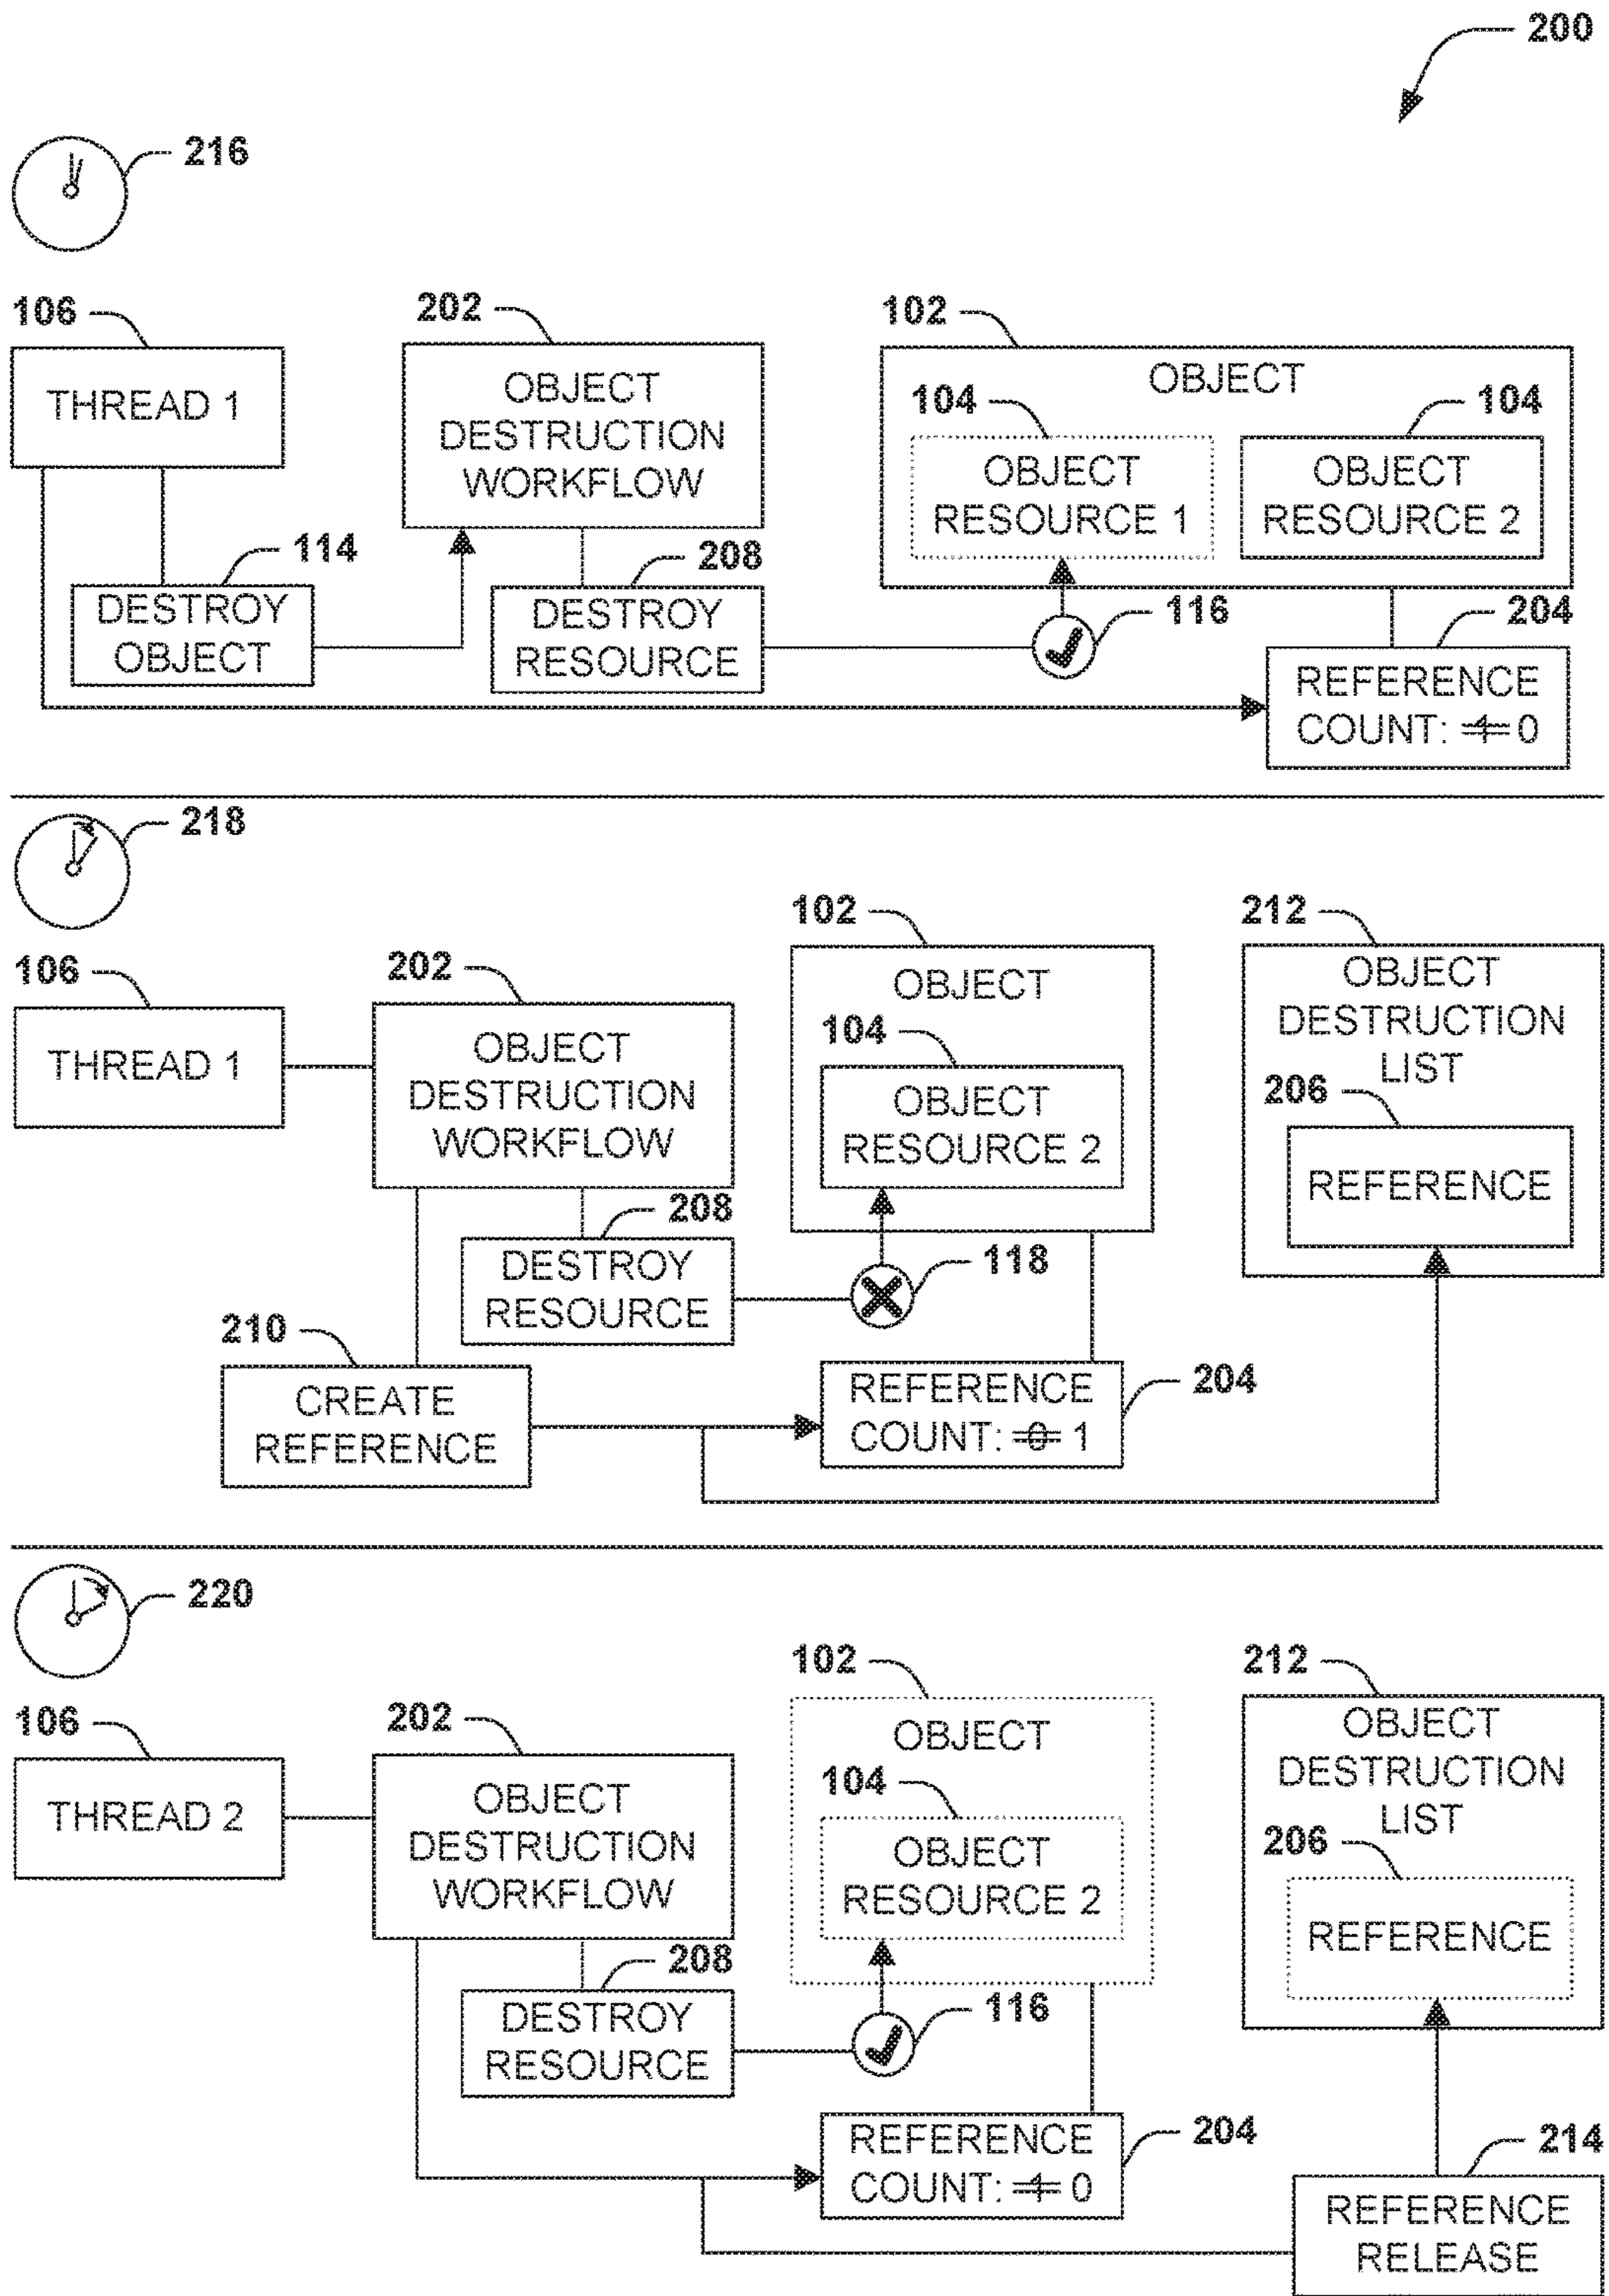 200
216
106
THREAD 1
202
OBJECT
DESTRUCTION
WORKFLOW
102
OBJECT
104
OBJECT
RESOURCE 1
104
OBJECT
RESOURCE 2
114
DESTROY
OBJECT
208
DESTROY
RESOURCE
116
204
REFERENCE
COUNT: 1 0
218
106
THREAD 1
202
OBJECT
DESTRUCTION
WORKFLOW
102
OBJECT
104
OBJECT
RESOURCE 2
212
OBJECT
DESTRUCTION
LIST
206
REFERENCE
208
DESTROY
RESOURCE
118
210
CREATE
REFERENCE
REFERENCE
COUNT: 0 1
204
220
106
THREAD 2
202
OBJECT
DESTRUCTION
WORKFLOW
102
OBJECT
104
OBJECT
RESOURCE 2
212
OBJECT
DESTRUCTION
LIST
206
REFERENCE
208
DESTROY
RESOURCE
116
REFERENCE
COUNT: 1 0
204
214
REFERENCE
RELEASE